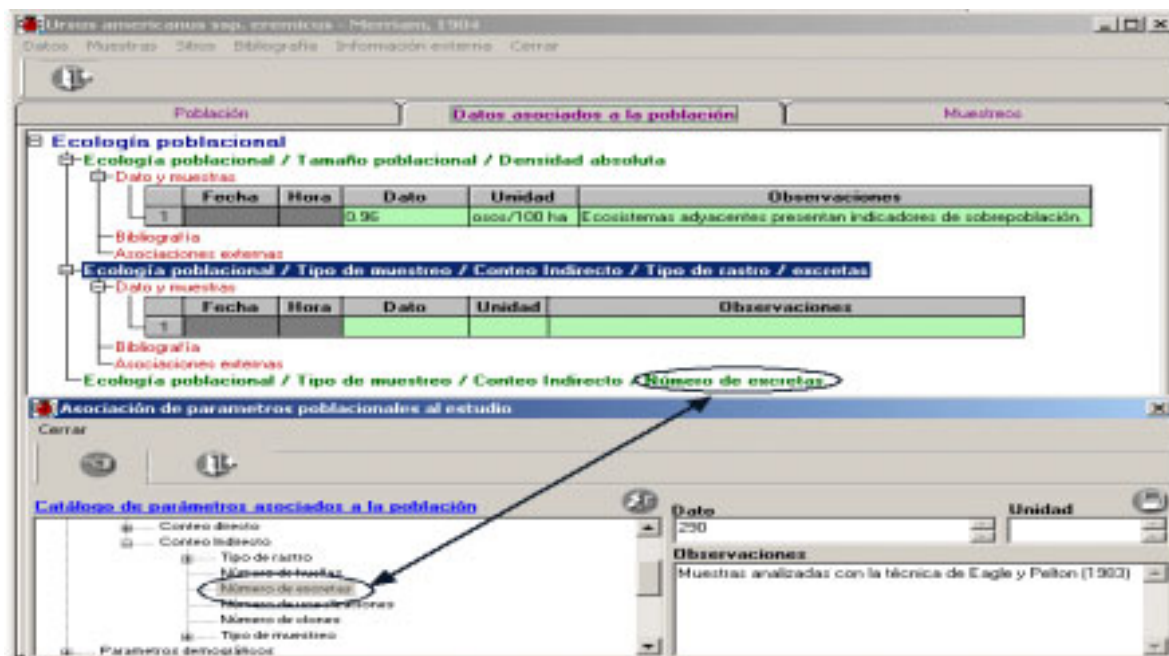 Ursus americanus ssp. eremicus - Merriam, 1904
Datos Muestras Sitios Bibliografía Información externa Cerrar
Población Datos asociados a la población Muestreos
Ecología poblacional
Ecología poblacional / Tamaño poblacional / Densidad absoluta
Dato y muestras
Fecha Hora Dato Unidad Observaciones
1 0.96 osos/100 ha Ecosistemas adyacentes presentan indicadores de sobrepoblación.
Bibliografía
Asociaciones externas
Ecología poblacional / Tipo de muestreo / Conteo Indirecto / Tipo de rastro / excretas
Dato y muestras
Fecha Hora Dato Unidad Observaciones
1
Bibliografía
Asociaciones externas
Ecología poblacional / Tipo de muestreo / Conteo Indirecto / Número de excretas
Asociación de parametros poblacionales al estudio
Cerrar
Catálogo de parámetros asociados a la población
Dato Unidad
290
Conteo directo
Conteo Indirecto
Tipo de rastro
Número de huellas
Número de excretas
Número de
Número de
Tipo de muestreo
Parametros demográficos
Observaciones
Muestras analizadas con la técnica de Eagle y Pelton (1983)